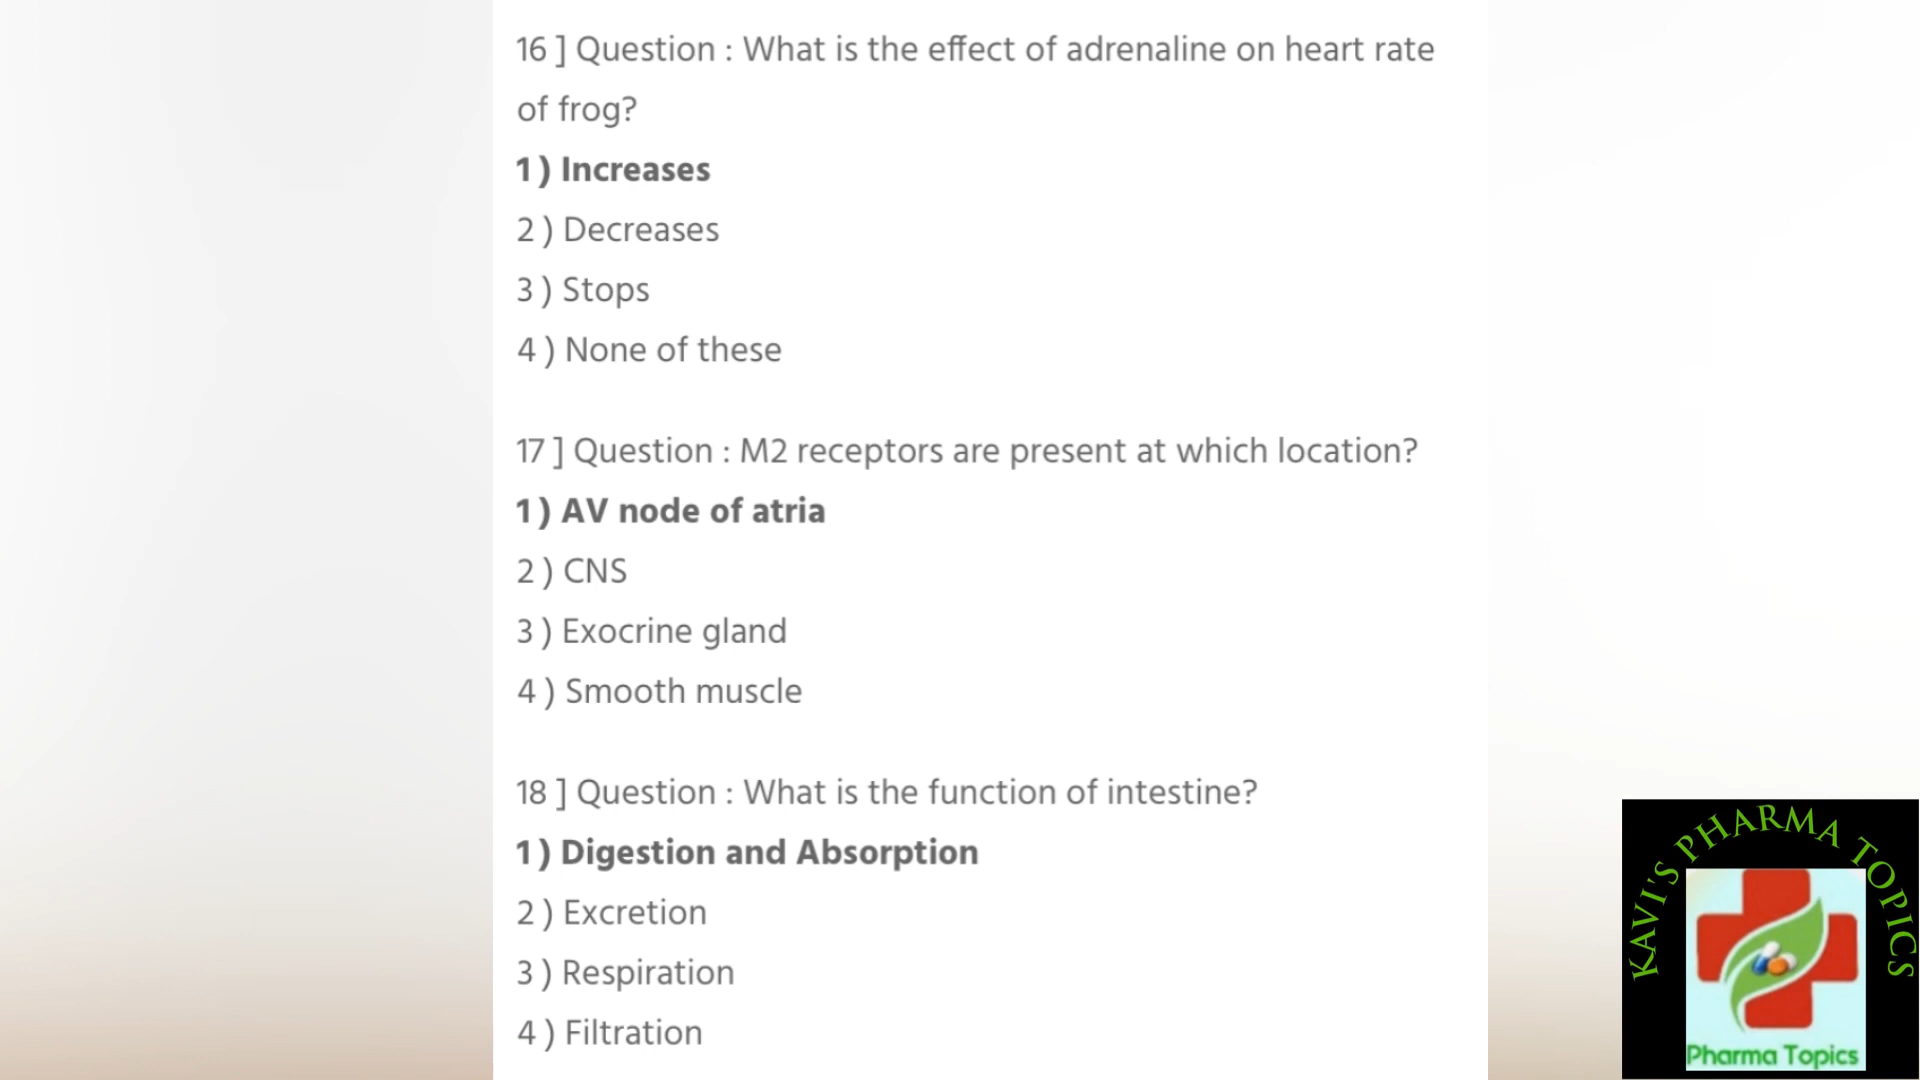 16 ] Question : What is the effect of adrenaline on heart rate
of frog?
1 ) Increases
2 ) Decreases
3 ) Stops
4 ) None of these
17 ] Question : M2 receptors are present at which location?
1 ) AV node of atria
2 ) CNS
3 ) Exocrine gland
4 ) Smooth muscle
18 ] Question : What is the function of intestine?
1 ) Digestion and Absorption
2 ) Excretion
3 ) Respiration
4 ) Filtration
KAVI'S PHARMA TOPICS
Pharma Topics